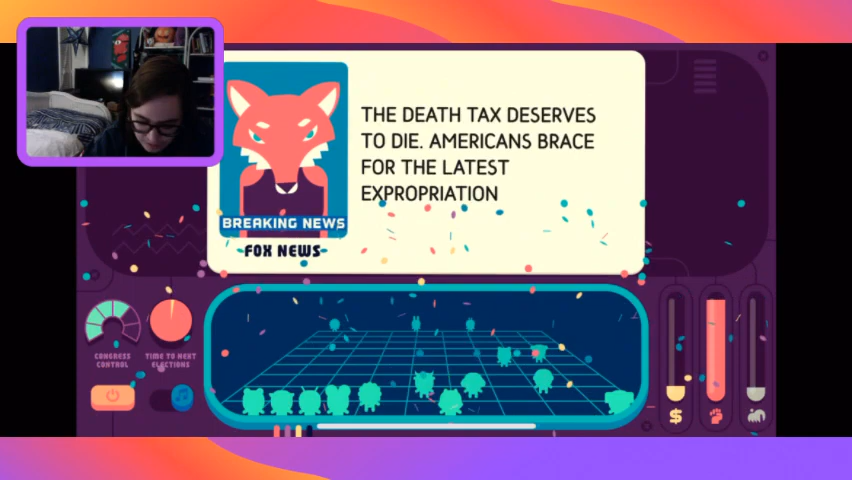 THE DEATH TAX DESERVES
TO DIE. AMERICANS BRACE
FOR THE LATEST
EXPROPRIATION
BREAKING NEWS
FOX NEWS
CONGRESS
CONTROL
TIME TO NEXT
ELECTIONS
$